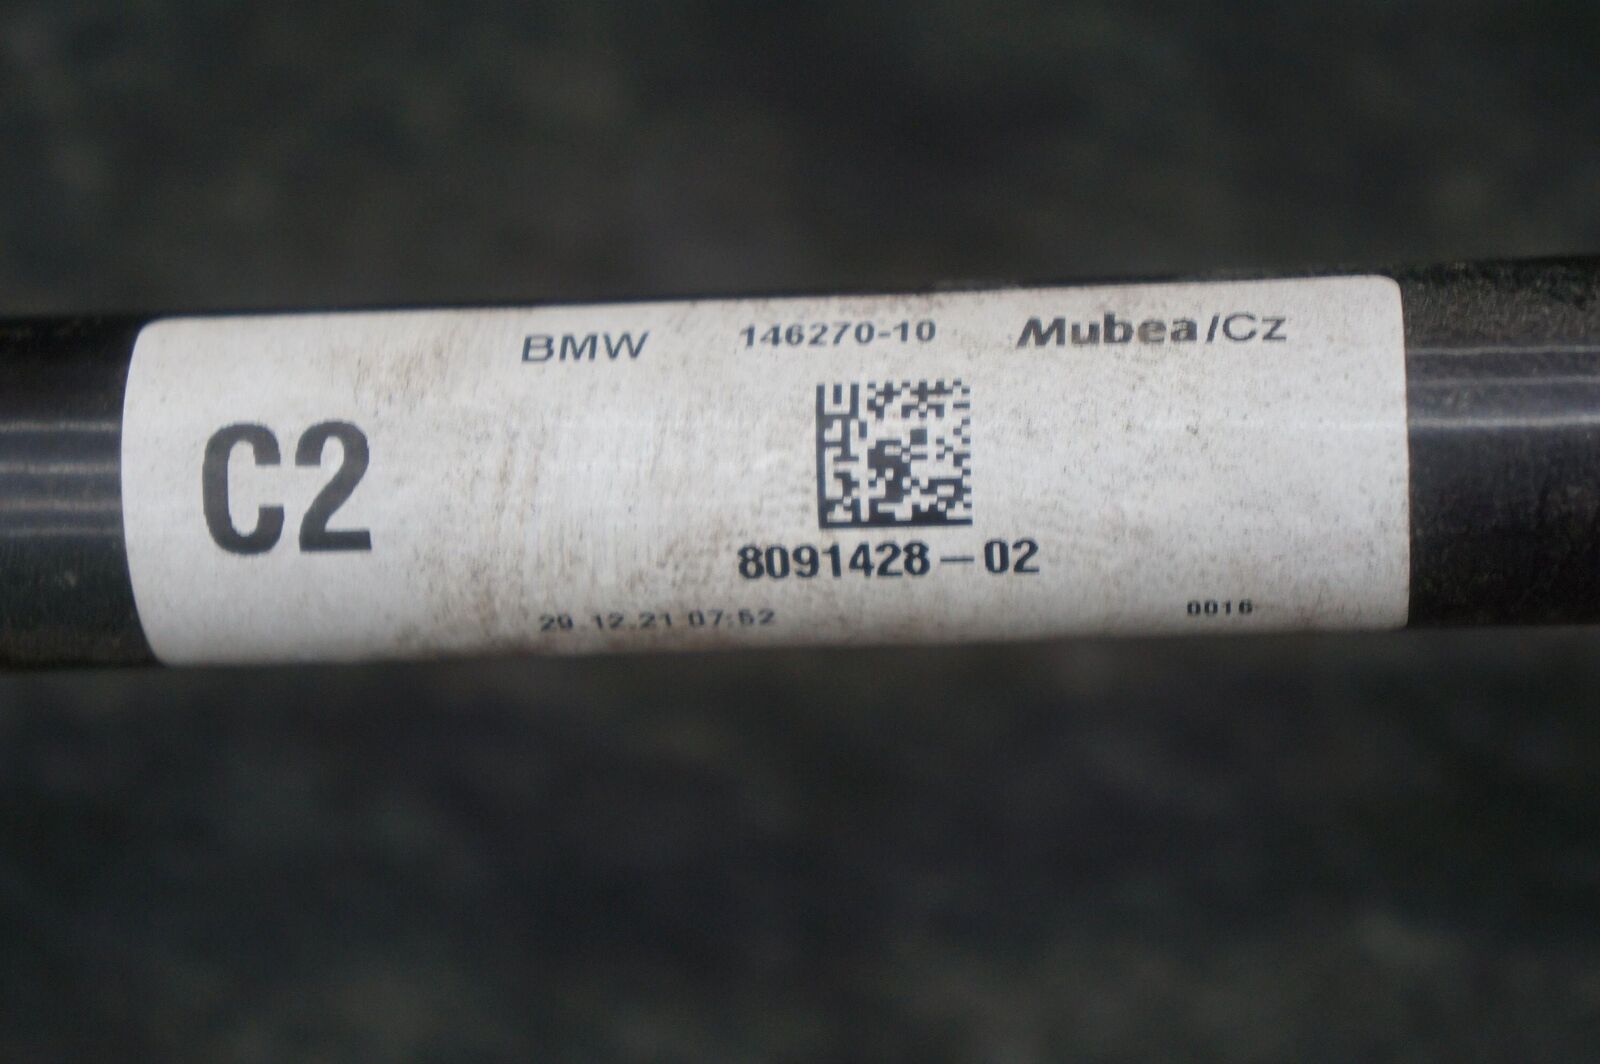 BMW 146270-10 Mubea/Cz
C2
8091428-02
29.12.21 07:52 0016